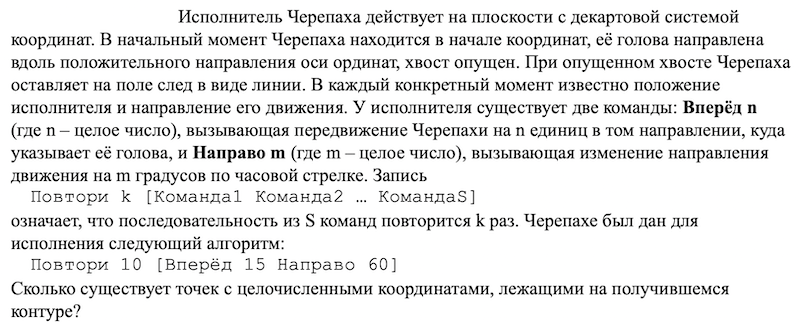 Исполнитель Черепаха действует на плоскости с декартовой системой
координат. В начальный момент Черепаха находится в начале координат, её голова направлена
вдоль положительного направления оси ординат, хвост опущен. При опущенном хвосте Черепаха
оставляет на поле след в виде линии. В каждый конкретный момент известно положение
исполнителя и направление его движения. У исполнителя существует две команды: Вперёд n
(где n – целое число), вызывающая передвижение Черепахи на n единиц в том направлении, куда
указывает её голова, и Направо m (где m – целое число), вызывающая изменение направления
движения на m градусов по часовой стрелке. Запись
Повтори k [Команда1 Команда2 … КомандаS]
означает, что последовательность из S команд повторится k раз. Черепахе был дан для
исполнения следующий алгоритм:
Повтори 10 [Вперёд 15 Направо 60]
Сколько существует точек с целочисленными координатами, лежащими на получившемся
контуре?